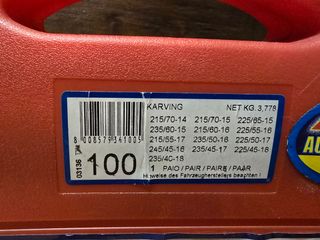 KARVING NET KG. 3,778
215/70-14 215/70-15 225/65-15
235/60-15 215/60-16 225/55-16
215/55-17 235/50-16 225/50-17
245/45-16 235/45-17 225/45-18
235/40-18
1 PAIO / PAIR / PAIRE / PAAR
Hinweise des Fahrzeugherstellers beachten !
8 008579 341005
03136
100
AU